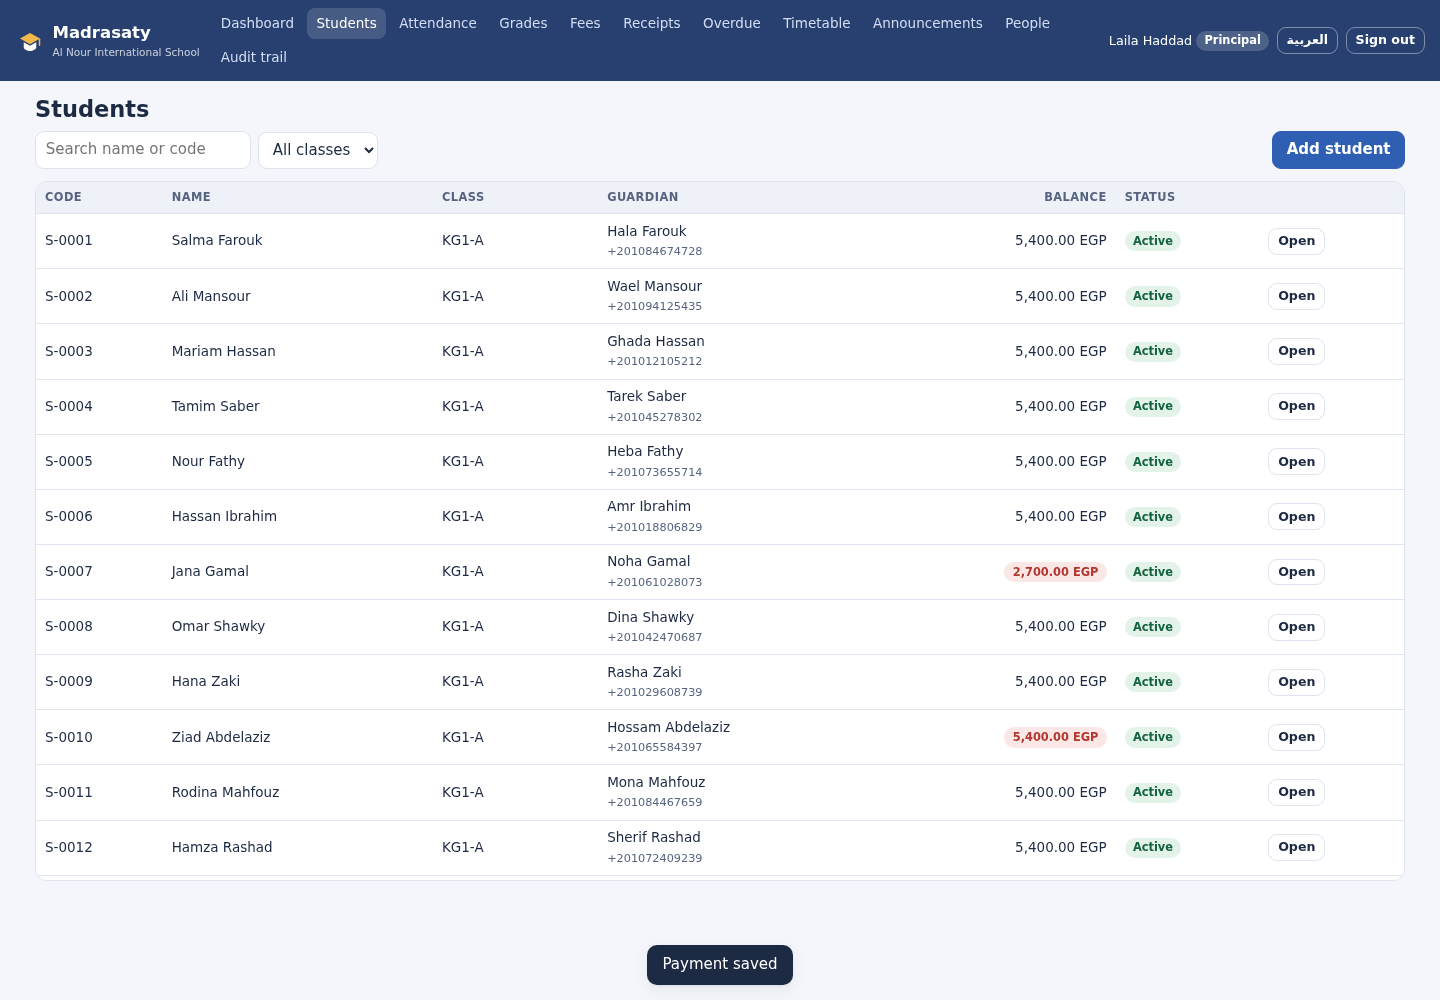 Madrasaty
Al Nour International School
Dashboard Students Attendance Grades Fees Receipts Overdue Timetable Announcements People
Audit trail
Laila Haddad Principal العربية Sign out
Students
Search name or code All classes Add student
CODE NAME CLASS GUARDIAN BALANCE STATUS
S-0001 Salma Farouk KG1-A Hala Farouk 5,400.00 EGP Active Open
+201084674728
S-0002 Ali Mansour KG1-A Wael Mansour 5,400.00 EGP Active Open
+201094125435
S-0003 Mariam Hassan KG1-A Ghada Hassan 5,400.00 EGP Active Open
+201012105212
S-0004 Tamim Saber KG1-A Tarek Saber 5,400.00 EGP Active Open
+201045278302
S-0005 Nour Fathy KG1-A Heba Fathy 5,400.00 EGP Active Open
+201073655714
S-0006 Hassan Ibrahim KG1-A Amr Ibrahim 5,400.00 EGP Active Open
+201018806829
S-0007 Jana Gamal KG1-A Noha Gamal 2,700.00 EGP Active Open
+201061028073
S-0008 Omar Shawky KG1-A Dina Shawky 5,400.00 EGP Active Open
+201042470687
S-0009 Hana Zaki KG1-A Rasha Zaki 5,400.00 EGP Active Open
+201029608739
S-0010 Ziad Abdelaziz KG1-A Hossam Abdelaziz 5,400.00 EGP Active Open
+201065584397
S-0011 Rodina Mahfouz KG1-A Mona Mahfouz 5,400.00 EGP Active Open
+201084467659
S-0012 Hamza Rashad KG1-A Sherif Rashad 5,400.00 EGP Active Open
+201072409239
Payment saved